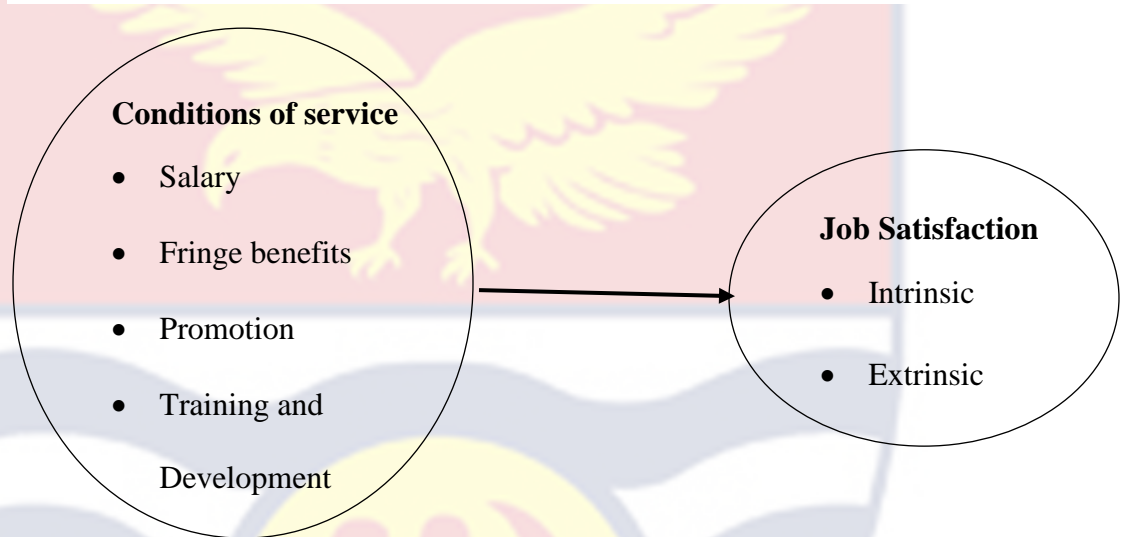 Conditions of service
• Salary
• Fringe benefits
• Promotion
• Training and
Development
Job Satisfaction
• Intrinsic
• Extrinsic